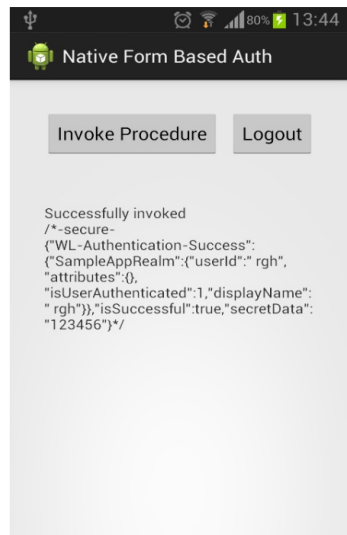 80% 13:44
Native Form Based Auth
Invoke Procedure Logout
Successfully invoked
/*-secure-
{"WL-Authentication-Success":
{"SampleAppRealm":{"userId":" rgh",
"attributes":{},
"isUserAuthenticated":1,"displayName":
" rgh"}},"isSuccessful":true,"secretData":
"123456"}*/